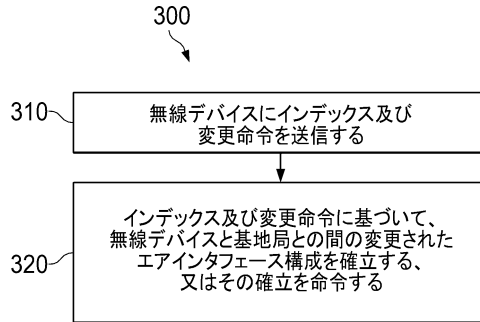 300
310
無線デバイスにインデックス及び
変更命令を送信する
320
インデックス及び変更命令に基づいて、
無線デバイスと基地局との間の変更された
エアインタフェース構成を確立する、
又はその確立を命令する